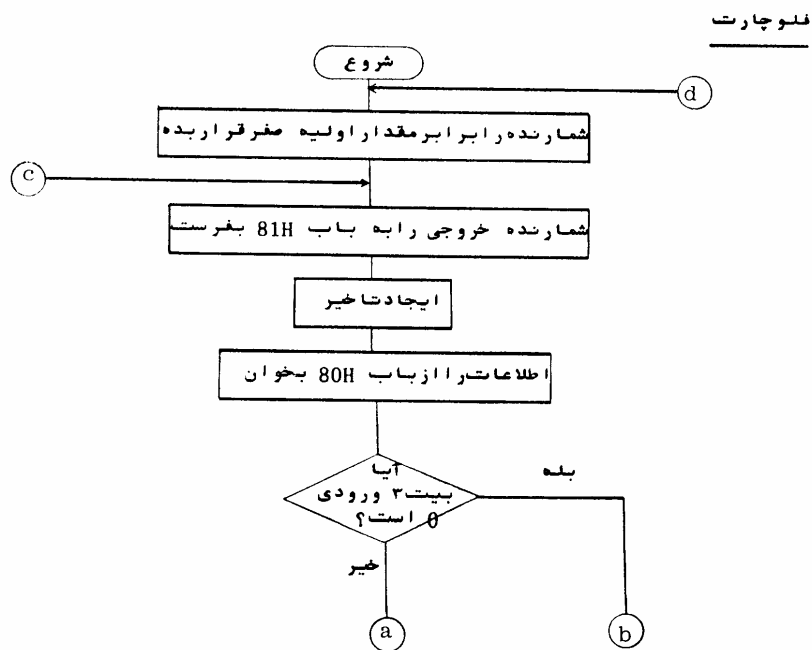 فلوچارت
شروع
d
شمارنده را برابر مقدار اولیه صفر قرار بده
c
شمارنده خروجی را به باب 81H بفرست
ایجاد تاخیر
اطلاعات را از باب 80H بخوان
آیا
بیت ۳ ورودی
0 است؟
بله
خیر
a
b